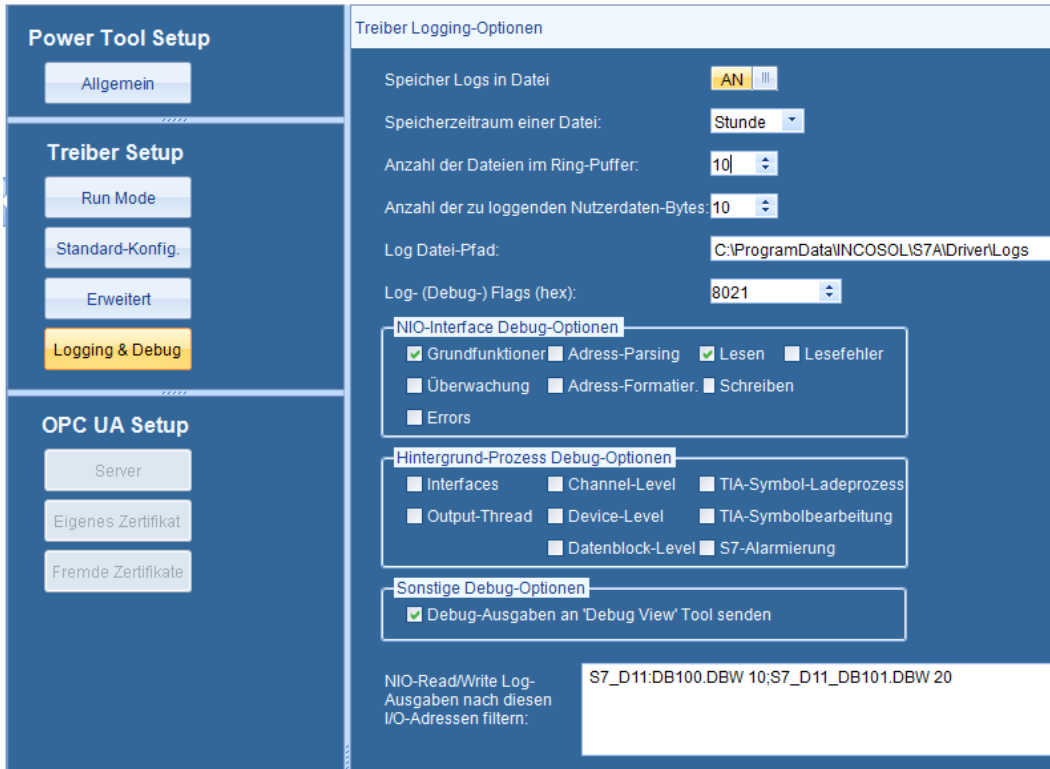 Power Tool Setup
Allgemein
Treiber Setup
Run Mode
Standard-Konfig.
Erweitert
Logging & Debug
OPC UA Setup
Server
Eigenes Zertifikat
Fremde Zertifikate
Treiber Logging-Optionen
Speicher Logs in Datei AN
Speicherzeitraum einer Datei: Stunde
Anzahl der Dateien im Ring-Puffer: 10
Anzahl der zu loggenden Nutzerdaten-Bytes: 10
Log Datei-Pfad: C:\ProgramData\INCOSOL\S7A\Driver\Logs
Log- (Debug-) Flags (hex): 8021
NIO-Interface Debug-Optionen
Grundfunktioner Adress-Parsing Lesen Lesefehler
Überwachung Adress-Formatier. Schreiben
Errors
Hintergrund-Prozess Debug-Optionen
Interfaces Channel-Level TIA-Symbol-Ladeprozess
Output-Thread Device-Level TIA-Symbolbearbeitung
Datenblock-Level S7-Alarmierung
Sonstige Debug-Optionen
Debug-Ausgaben an 'Debug View' Tool senden
NIO-Read/Write Log-
Ausgaben nach diesen
I/O-Adressen filtern:
S7_D11:DB100.DBW 10;S7_D11_DB101.DBW 20